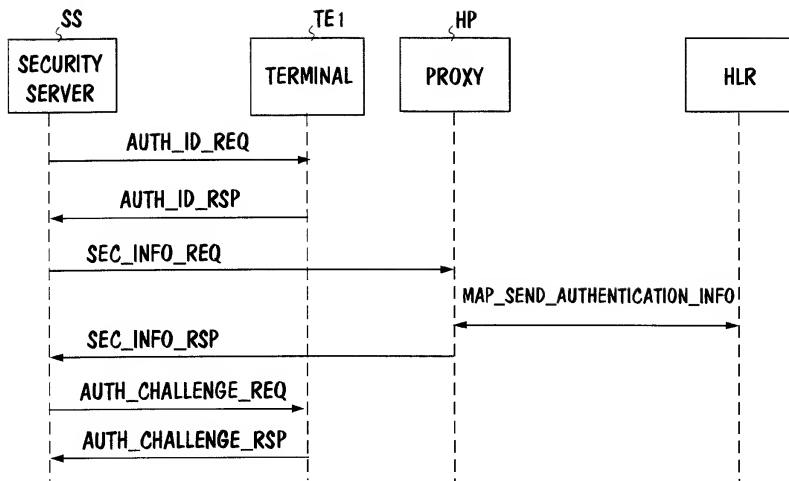 SS
TE1
HP
SECURITY
SERVER
TERMINAL
PROXY
HLR
AUTH_ID_REQ
AUTH_ID_RSP
SEC_INFO_REQ
MAP_SEND_AUTHENTICATION_INFO
SEC_INFO_RSP
AUTH_CHALLENGE_REQ
AUTH_CHALLENGE_RSP